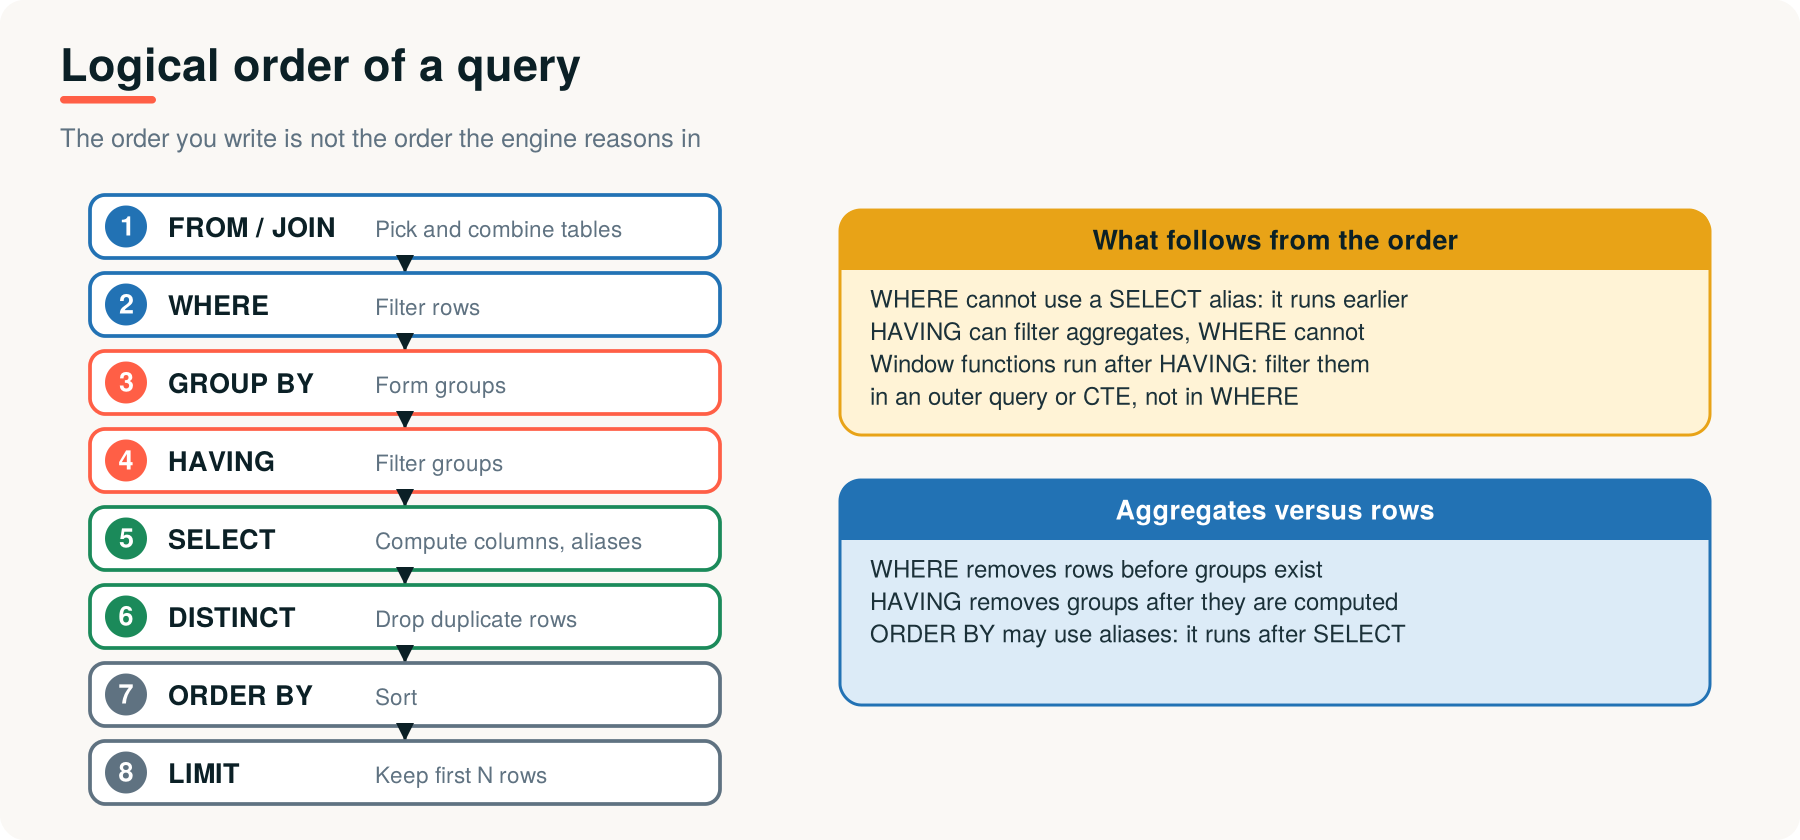 Logical order of a query
The order you write is not the order the engine reasons in
1 FROM / JOIN Pick and combine tables
2 WHERE Filter rows
3 GROUP BY Form groups
4 HAVING Filter groups
5 SELECT Compute columns, aliases
6 DISTINCT Drop duplicate rows
7 ORDER BY Sort
8 LIMIT Keep first N rows
What follows from the order
WHERE cannot use a SELECT alias: it runs earlier
HAVING can filter aggregates, WHERE cannot
Window functions run after HAVING: filter them
in an outer query or CTE, not in WHERE
Aggregates versus rows
WHERE removes rows before groups exist
HAVING removes groups after they are computed
ORDER BY may use aliases: it runs after SELECT